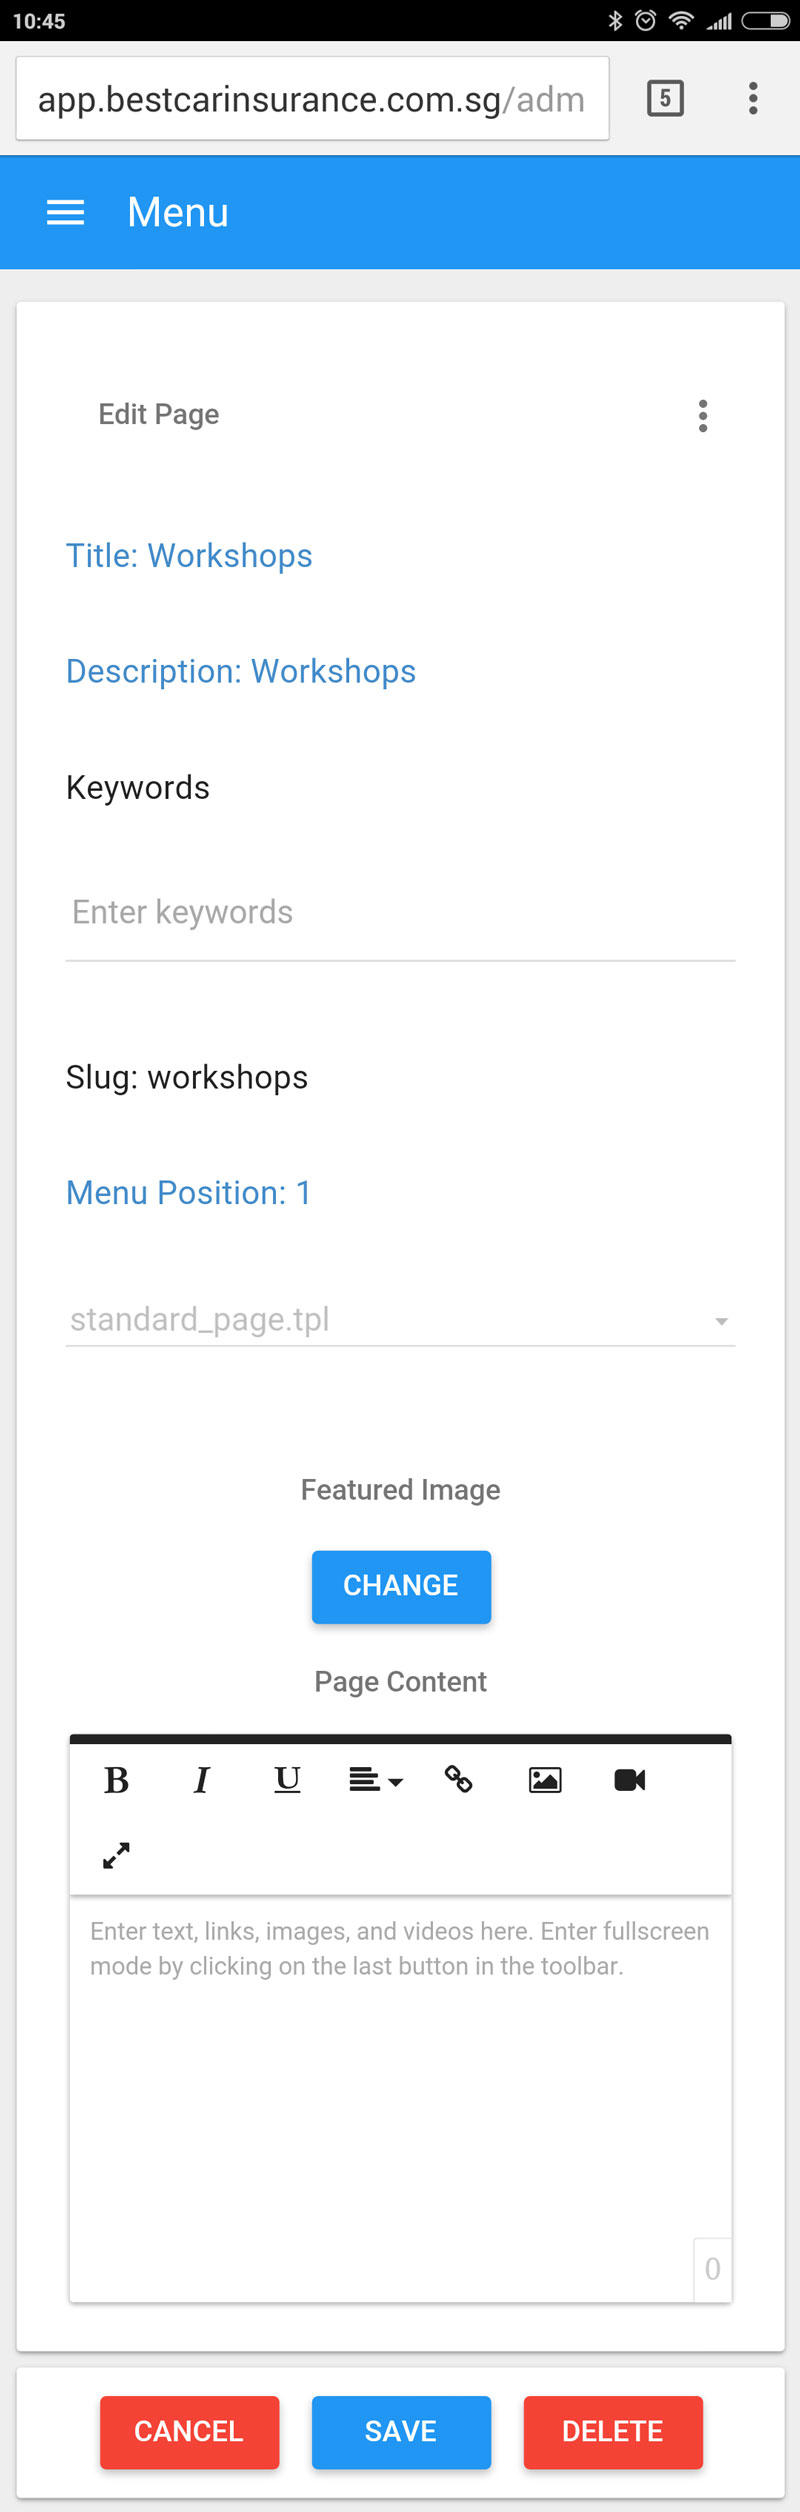 10:45
app.bestcarinsurance.com.sg/adm
5
Menu
Edit Page
Title: Workshops
Description: Workshops
Keywords
Enter keywords
Slug: workshops
Menu Position: 1
standard_page.tpl
Featured Image
CHANGE
Page Content
B I U
Enter text, links, images, and videos here. Enter fullscreen
mode by clicking on the last button in the toolbar.
0
CANCEL SAVE DELETE